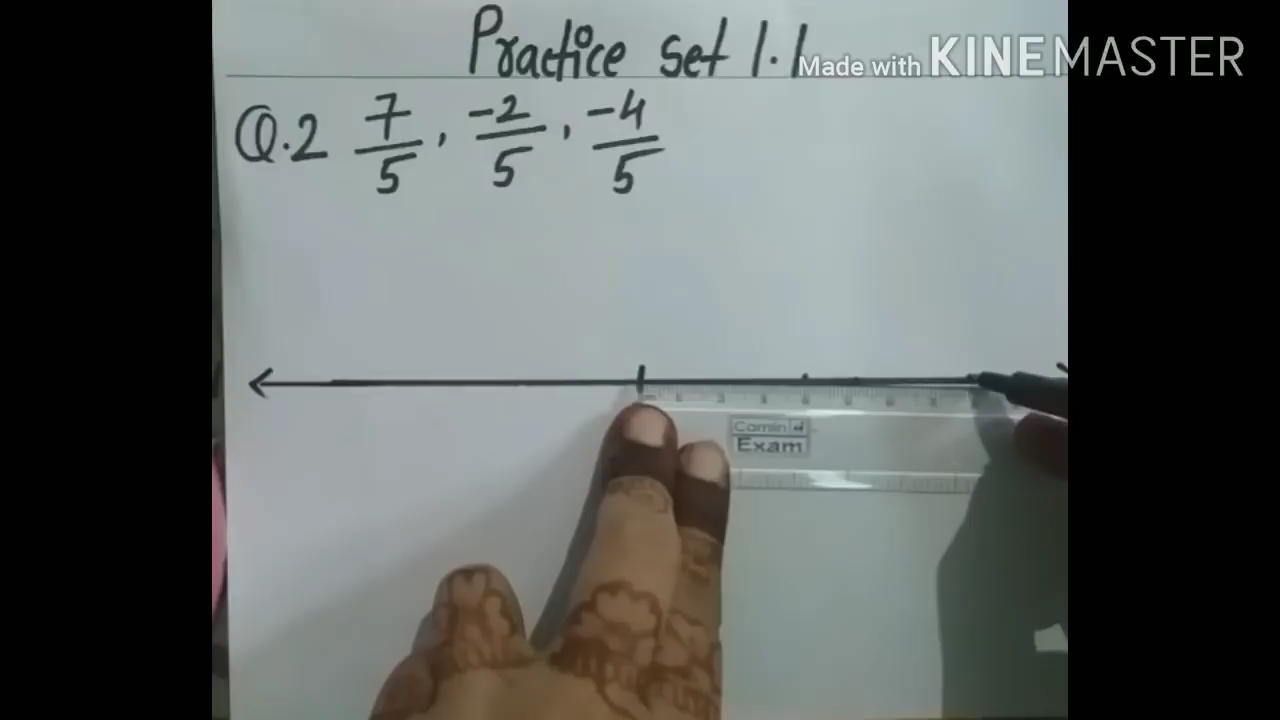 Practice Set 1.1
Made with KINEMASTER
Q.2 7/5, -2/5, -4/5
Camlin
Exam